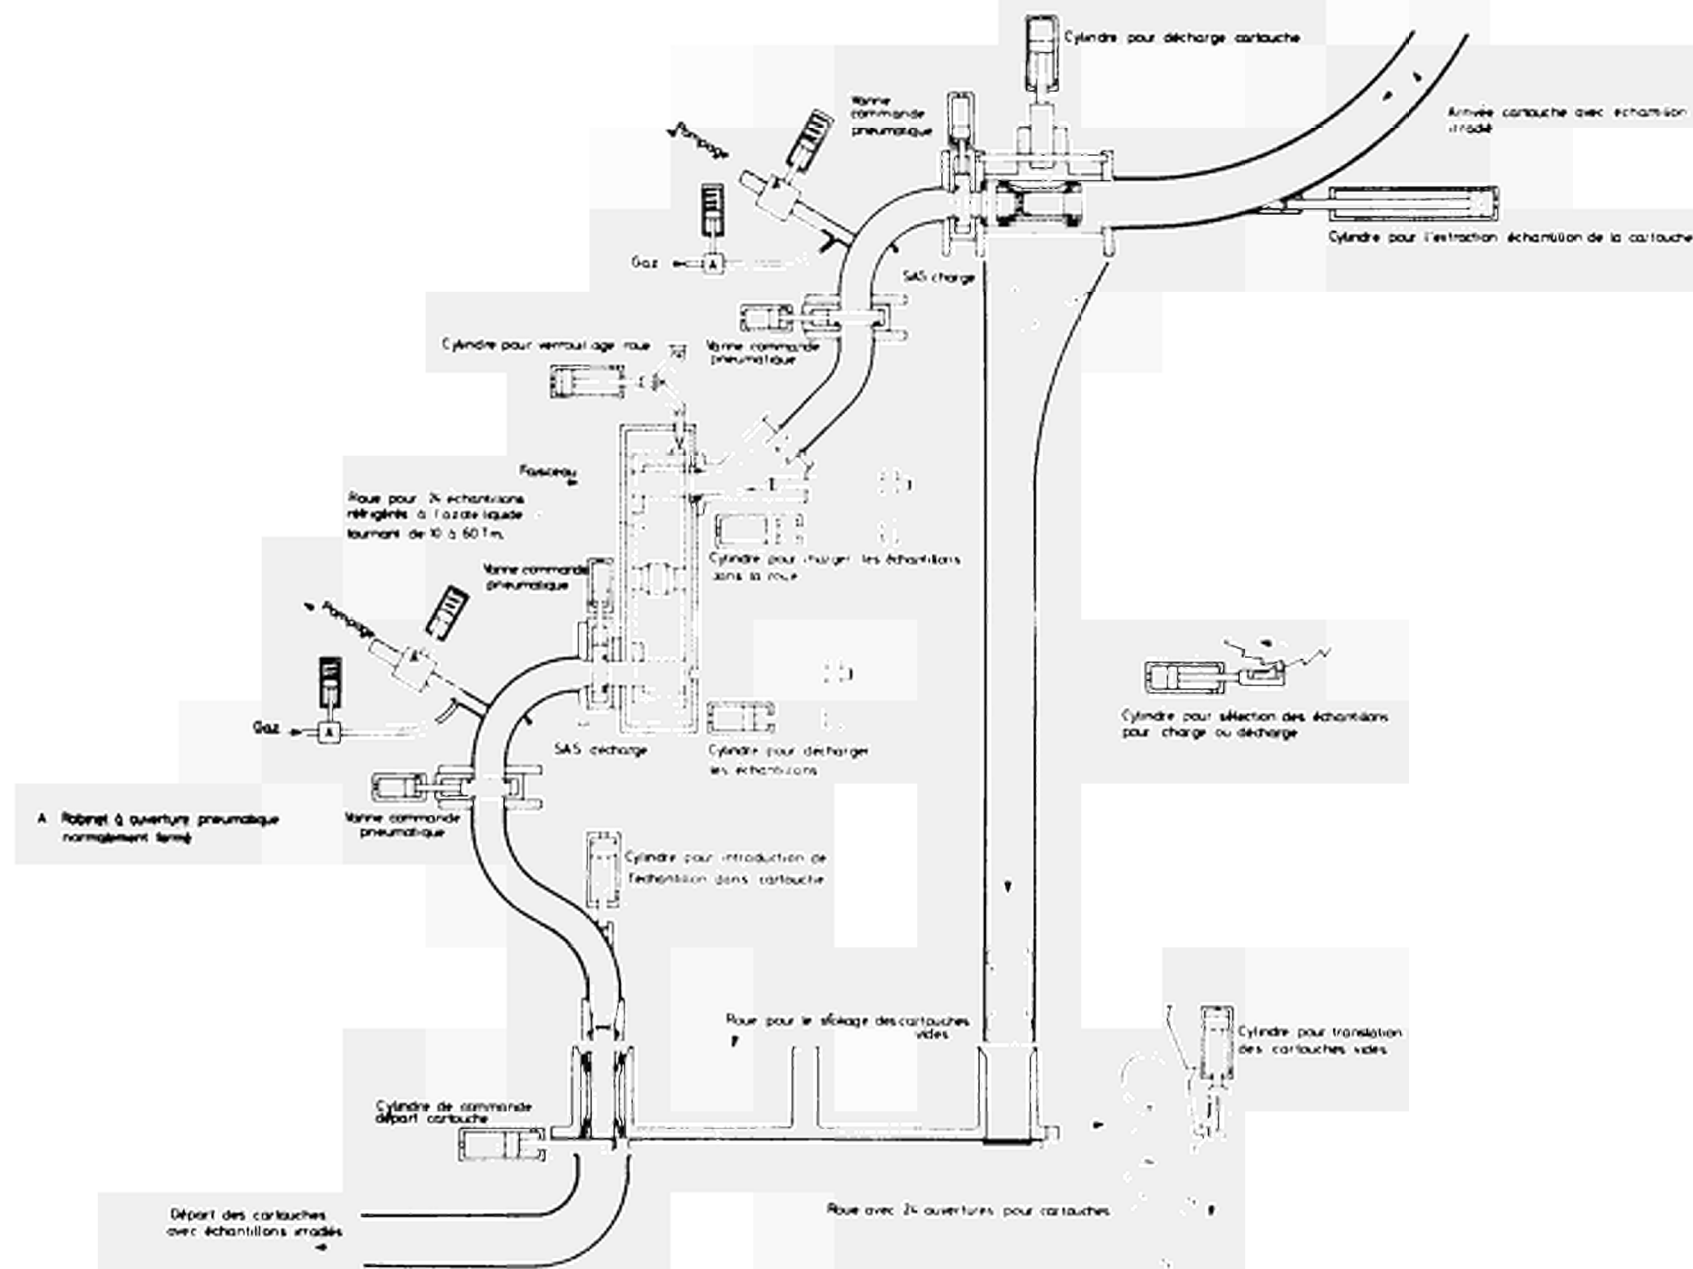 Cylindre pour décharge cartouche
Vanne
commande
pneumatique
Pompage
Arrivée cartouche avec échantillon
irradié
Cylindre pour l'extraction échantillon de la cartouche
Gaz
A
SAS charge
Vanne commande
pneumatique
Cylindre pour verrouillage roue
Faisceau
Roue pour 24 échantillons
réfrigérés à l'azote liquide
tournant de 10 à 60 Tm.
Cylindre pour charger les échantillons
dans la roue
Vanne commande
pneumatique
Pompage
A
Gaz
A
SAS décharge
Cylindre pour décharger
les échantillons
Cylindre pour sélection des échantillons
pour charge ou décharge
A Robinet à ouverture pneumatique
normalement fermé
Vanne commande
pneumatique
Cylindre pour introduction de
l'échantillon dans cartouche
Roue pour le stokage des cartouches
vides
Cylindre pour translation
des cartouches vides
Cylindre de commande
départ cartouche
Départ des cartouches
avec échantillons irradiés
Roue avec 24 ouvertures pour cartouches